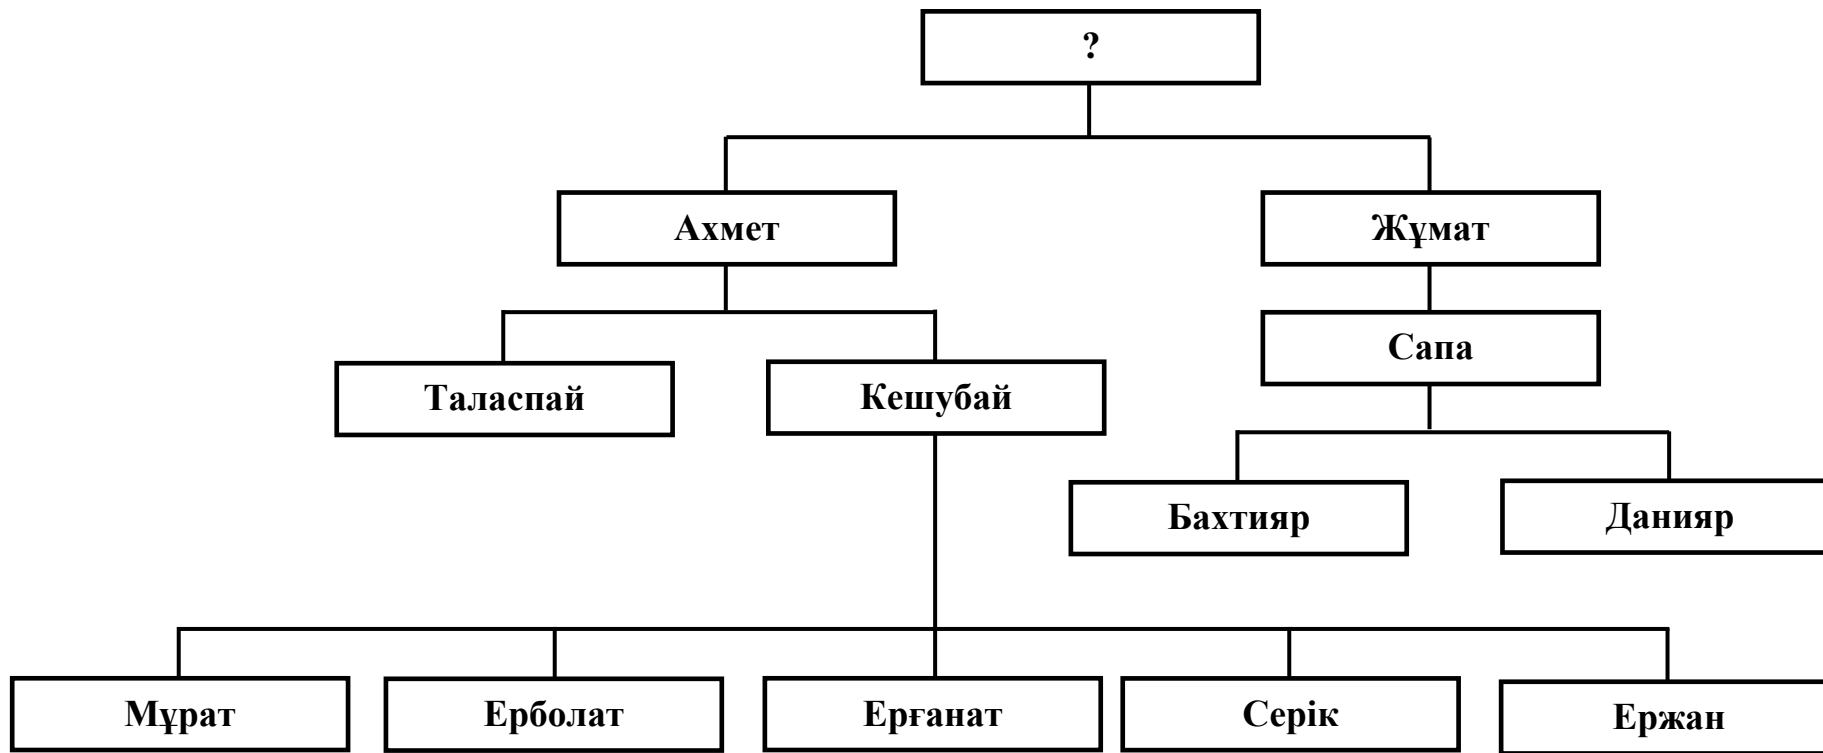 ?
Ахмет
Жұмат
Сапа
Таласпай
Кешубай
Бахтияр
Данияр
Мұрат
Ерболат
Ерғанат
Серік
Ержан